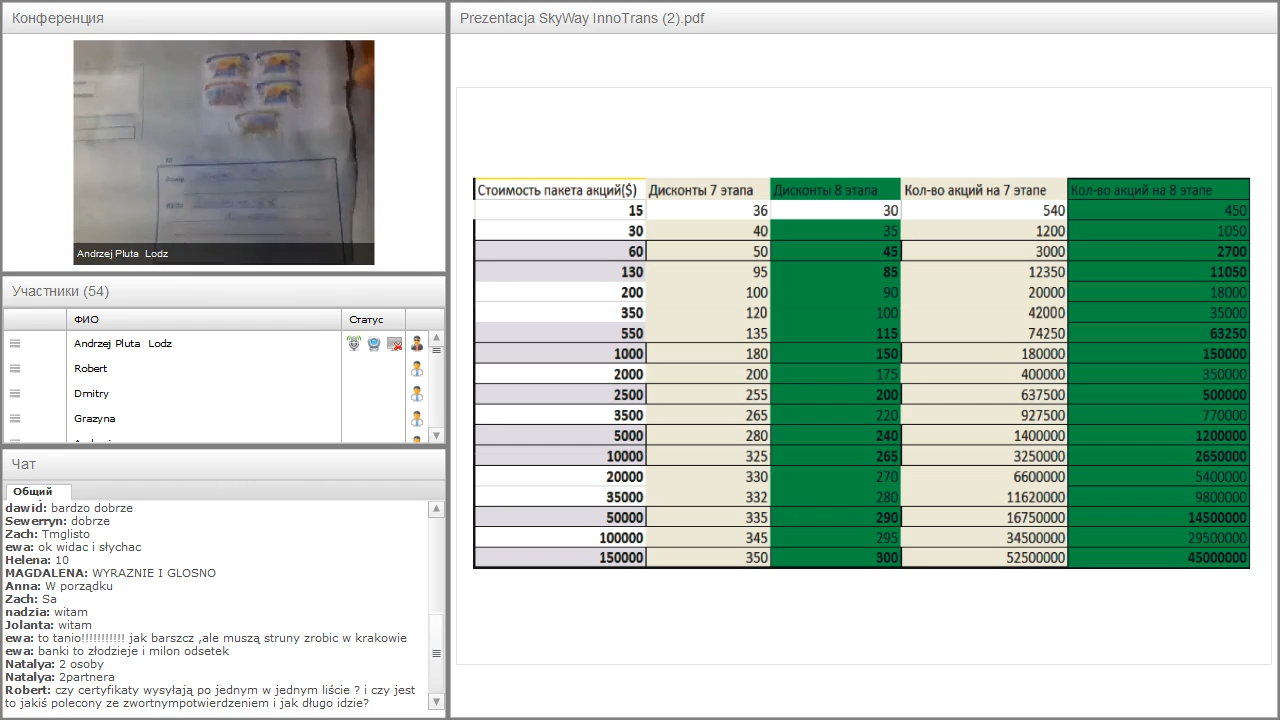 Конференция
Andrzej Pluta Lodz
Участники (54)
ФИО Статус
Andrzej Pluta Lodz
Robert
Dmitry
Grazyna
Чат
Общий
dawid: bardzo dobrze
Sewerryn: dobrze
Zach: Tmglisto
ewa: ok widac i słychac
Helena: 10
MAGDALENA: WYRAZNIE I GLOSNO
Anna: W porządku
Zach: Sa
nadzia: witam
Jolanta: witam
ewa: to tanio!!!!!!!!!!! jak barszcz ,ale muszą struny zrobic w krakowie
ewa: banki to złodzieje i milon odsetek
Natalya: 2 osoby
Natalya: 2partnera
Robert: czy certyfikaty wysyłają po jednym w jednym liście ? i czy jest
to jakiś polecony ze zwortnym potwierdzeniem i jak długo idzie?
Prezentacja SkyWay InnoTrans (2).pdf
Стоимость пакета акций($) Дисконты 7 этапа Дисконты 8 этапа Кол-во акций на 7 этапе Кол-во акций на 8 этапе
15 36 30 540 450
30 40 35 1200 1050
60 50 45 3000 2700
130 95 85 12350 11050
200 100 90 20000 18000
350 120 100 42000 35000
550 135 115 74250 63250
1000 180 150 180000 150000
2000 200 175 400000 350000
2500 255 200 637500 500000
3500 265 220 927500 770000
5000 280 240 1400000 1200000
10000 325 265 3250000 2650000
20000 330 270 6600000 5400000
35000 332 280 11620000 9800000
50000 335 290 16750000 14500000
100000 345 295 34500000 29500000
150000 350 300 52500000 45000000